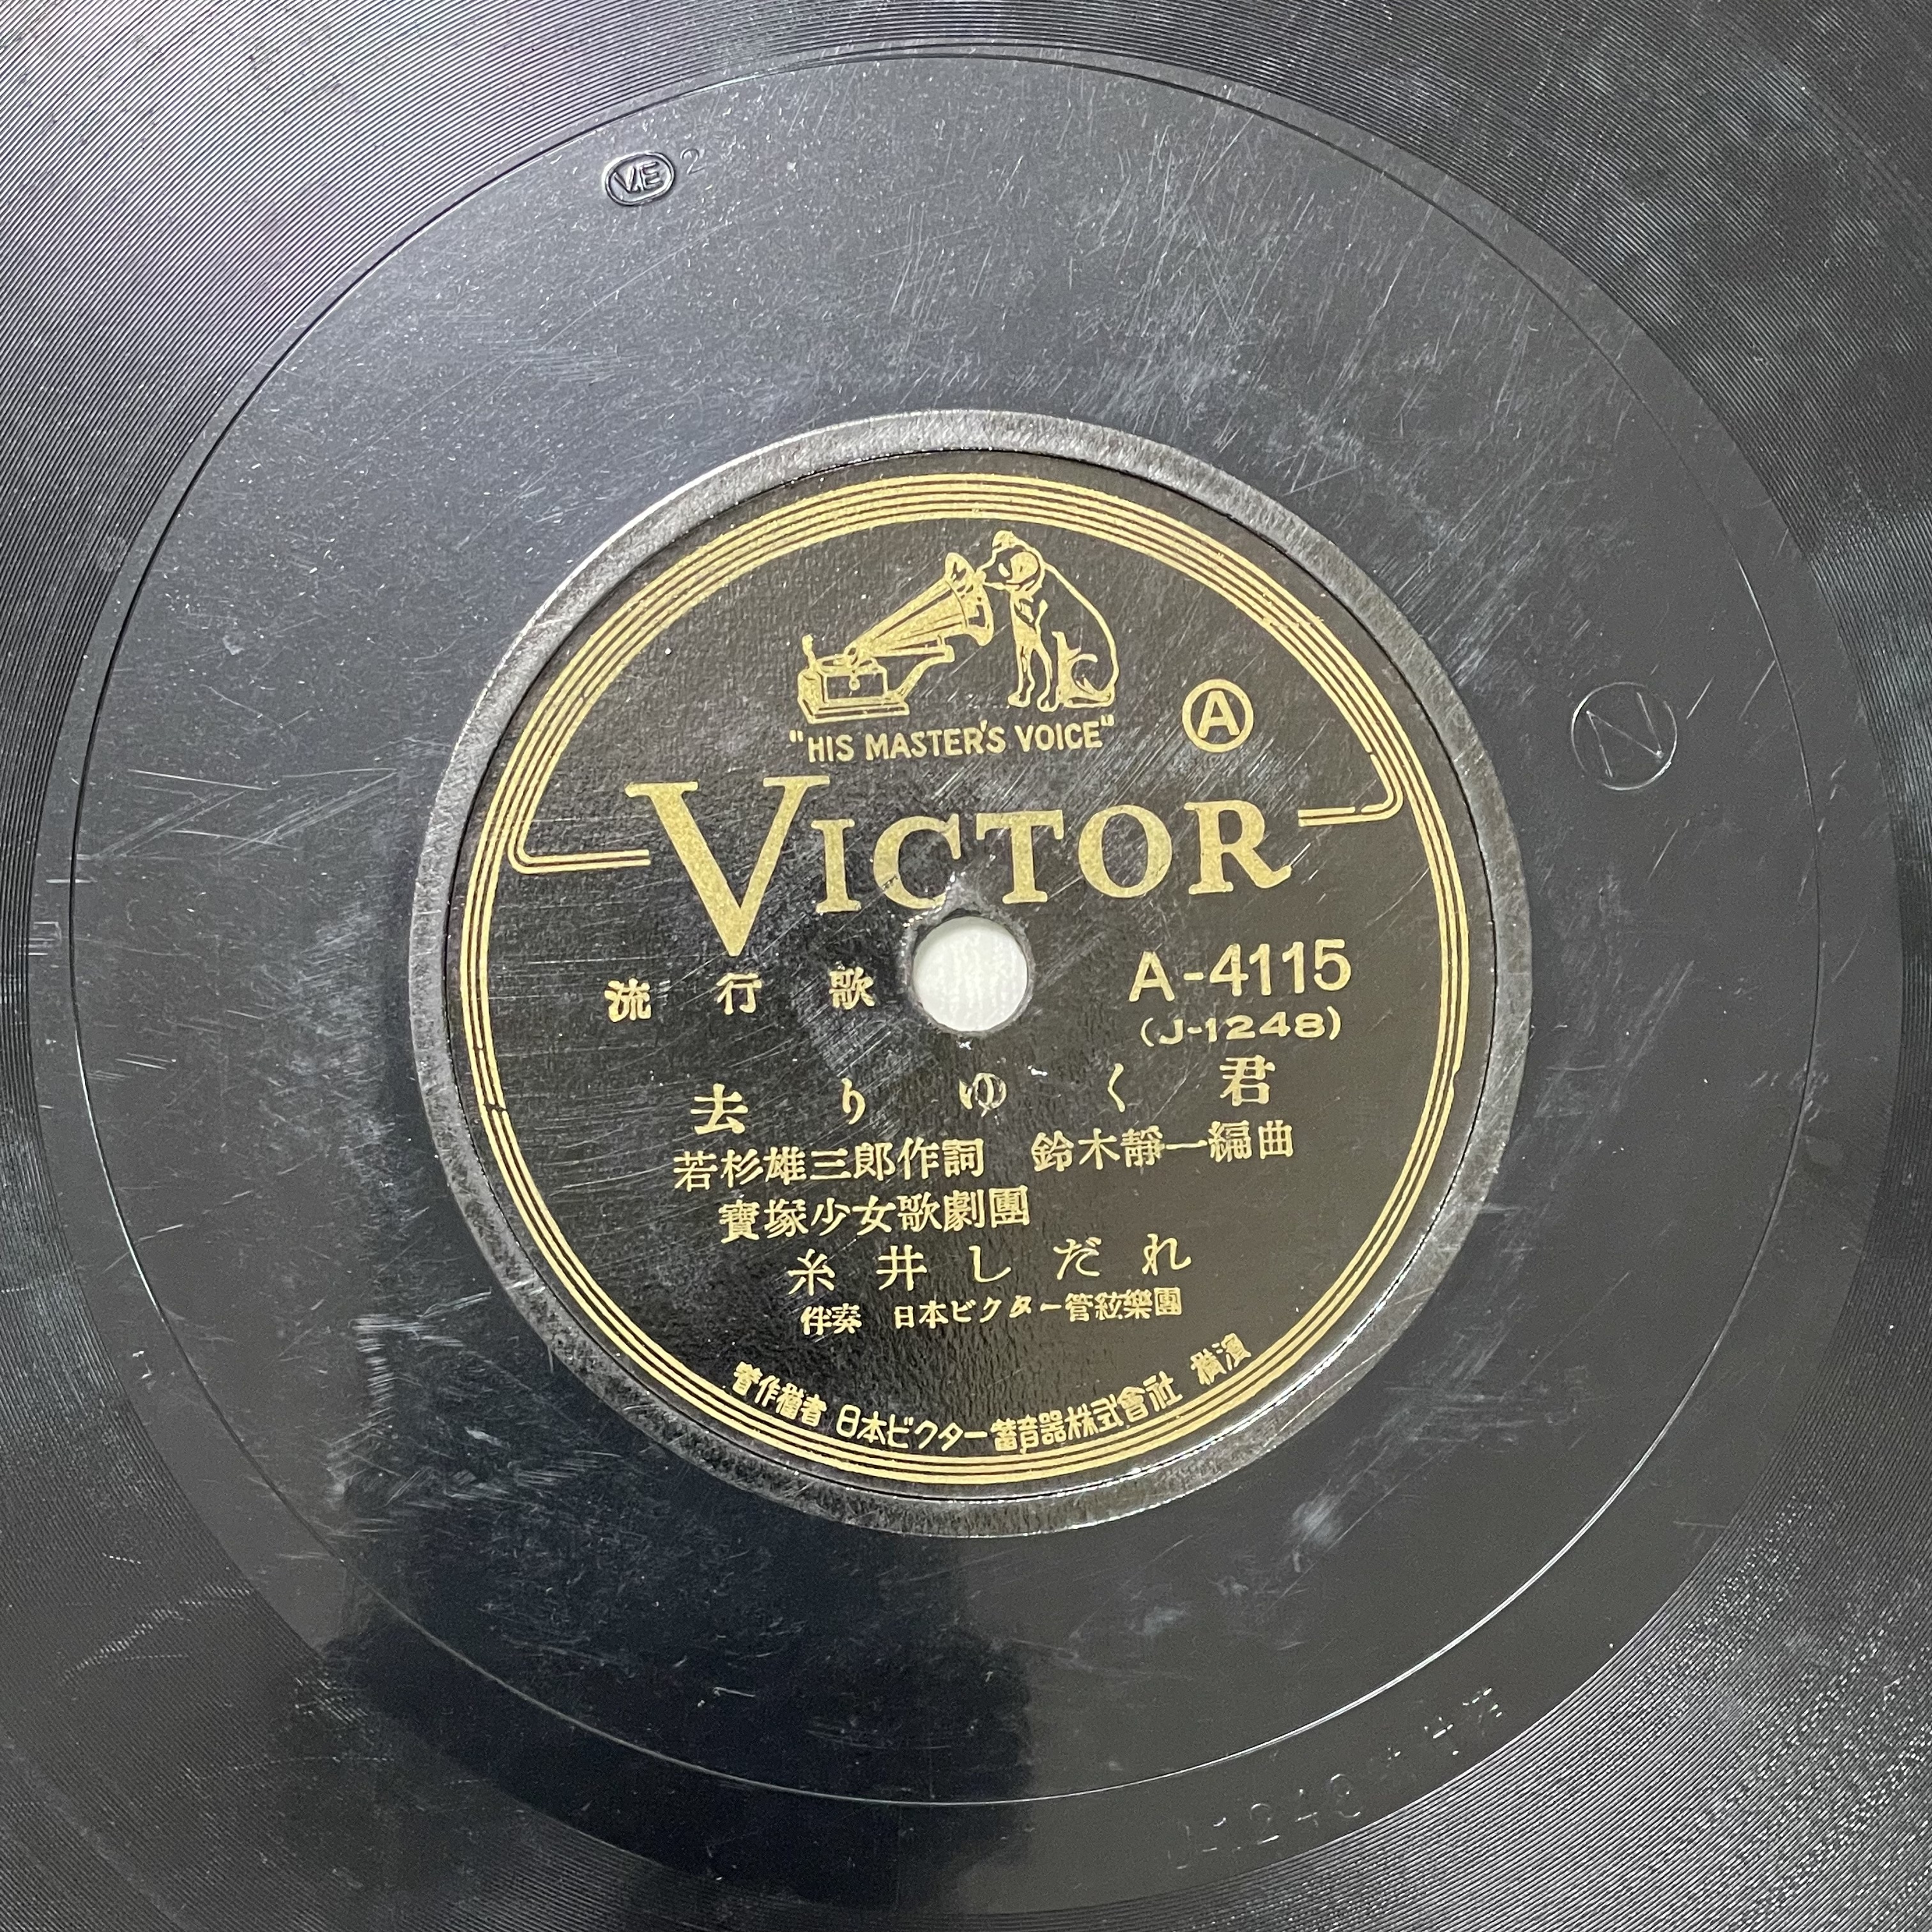 VE 2
"HIS MASTER'S VOICE"
A
N
VICTOR
流行歌
A-4115
(J-1248)
去りゆく君
若杉雄三郎作詞 鈴木靜一編曲
寶塚少女歌劇團
糸井しだれ
伴奏 日本ビクター管絃樂團
著作権者 日本ビクター蓄音器株式會社 横濱